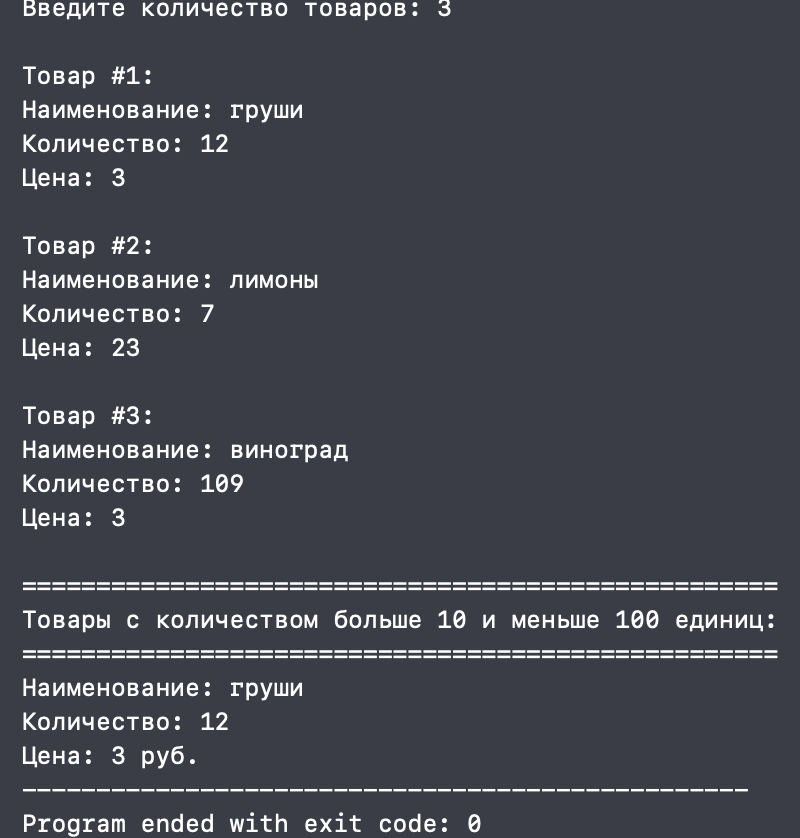 Введите количество товаров: 3
Товар #1:
Наименование: груши
Количество: 12
Цена: 3
Товар #2:
Наименование: лимоны
Количество: 7
Цена: 23
Товар #3:
Наименование: виноград
Количество: 109
Цена: 3
===================================================
Товары с количеством больше 10 и меньше 100 единиц:
===================================================
Наименование: груши
Количество: 12
Цена: 3 руб.
-------------------------------------------------
Program ended with exit code: 0